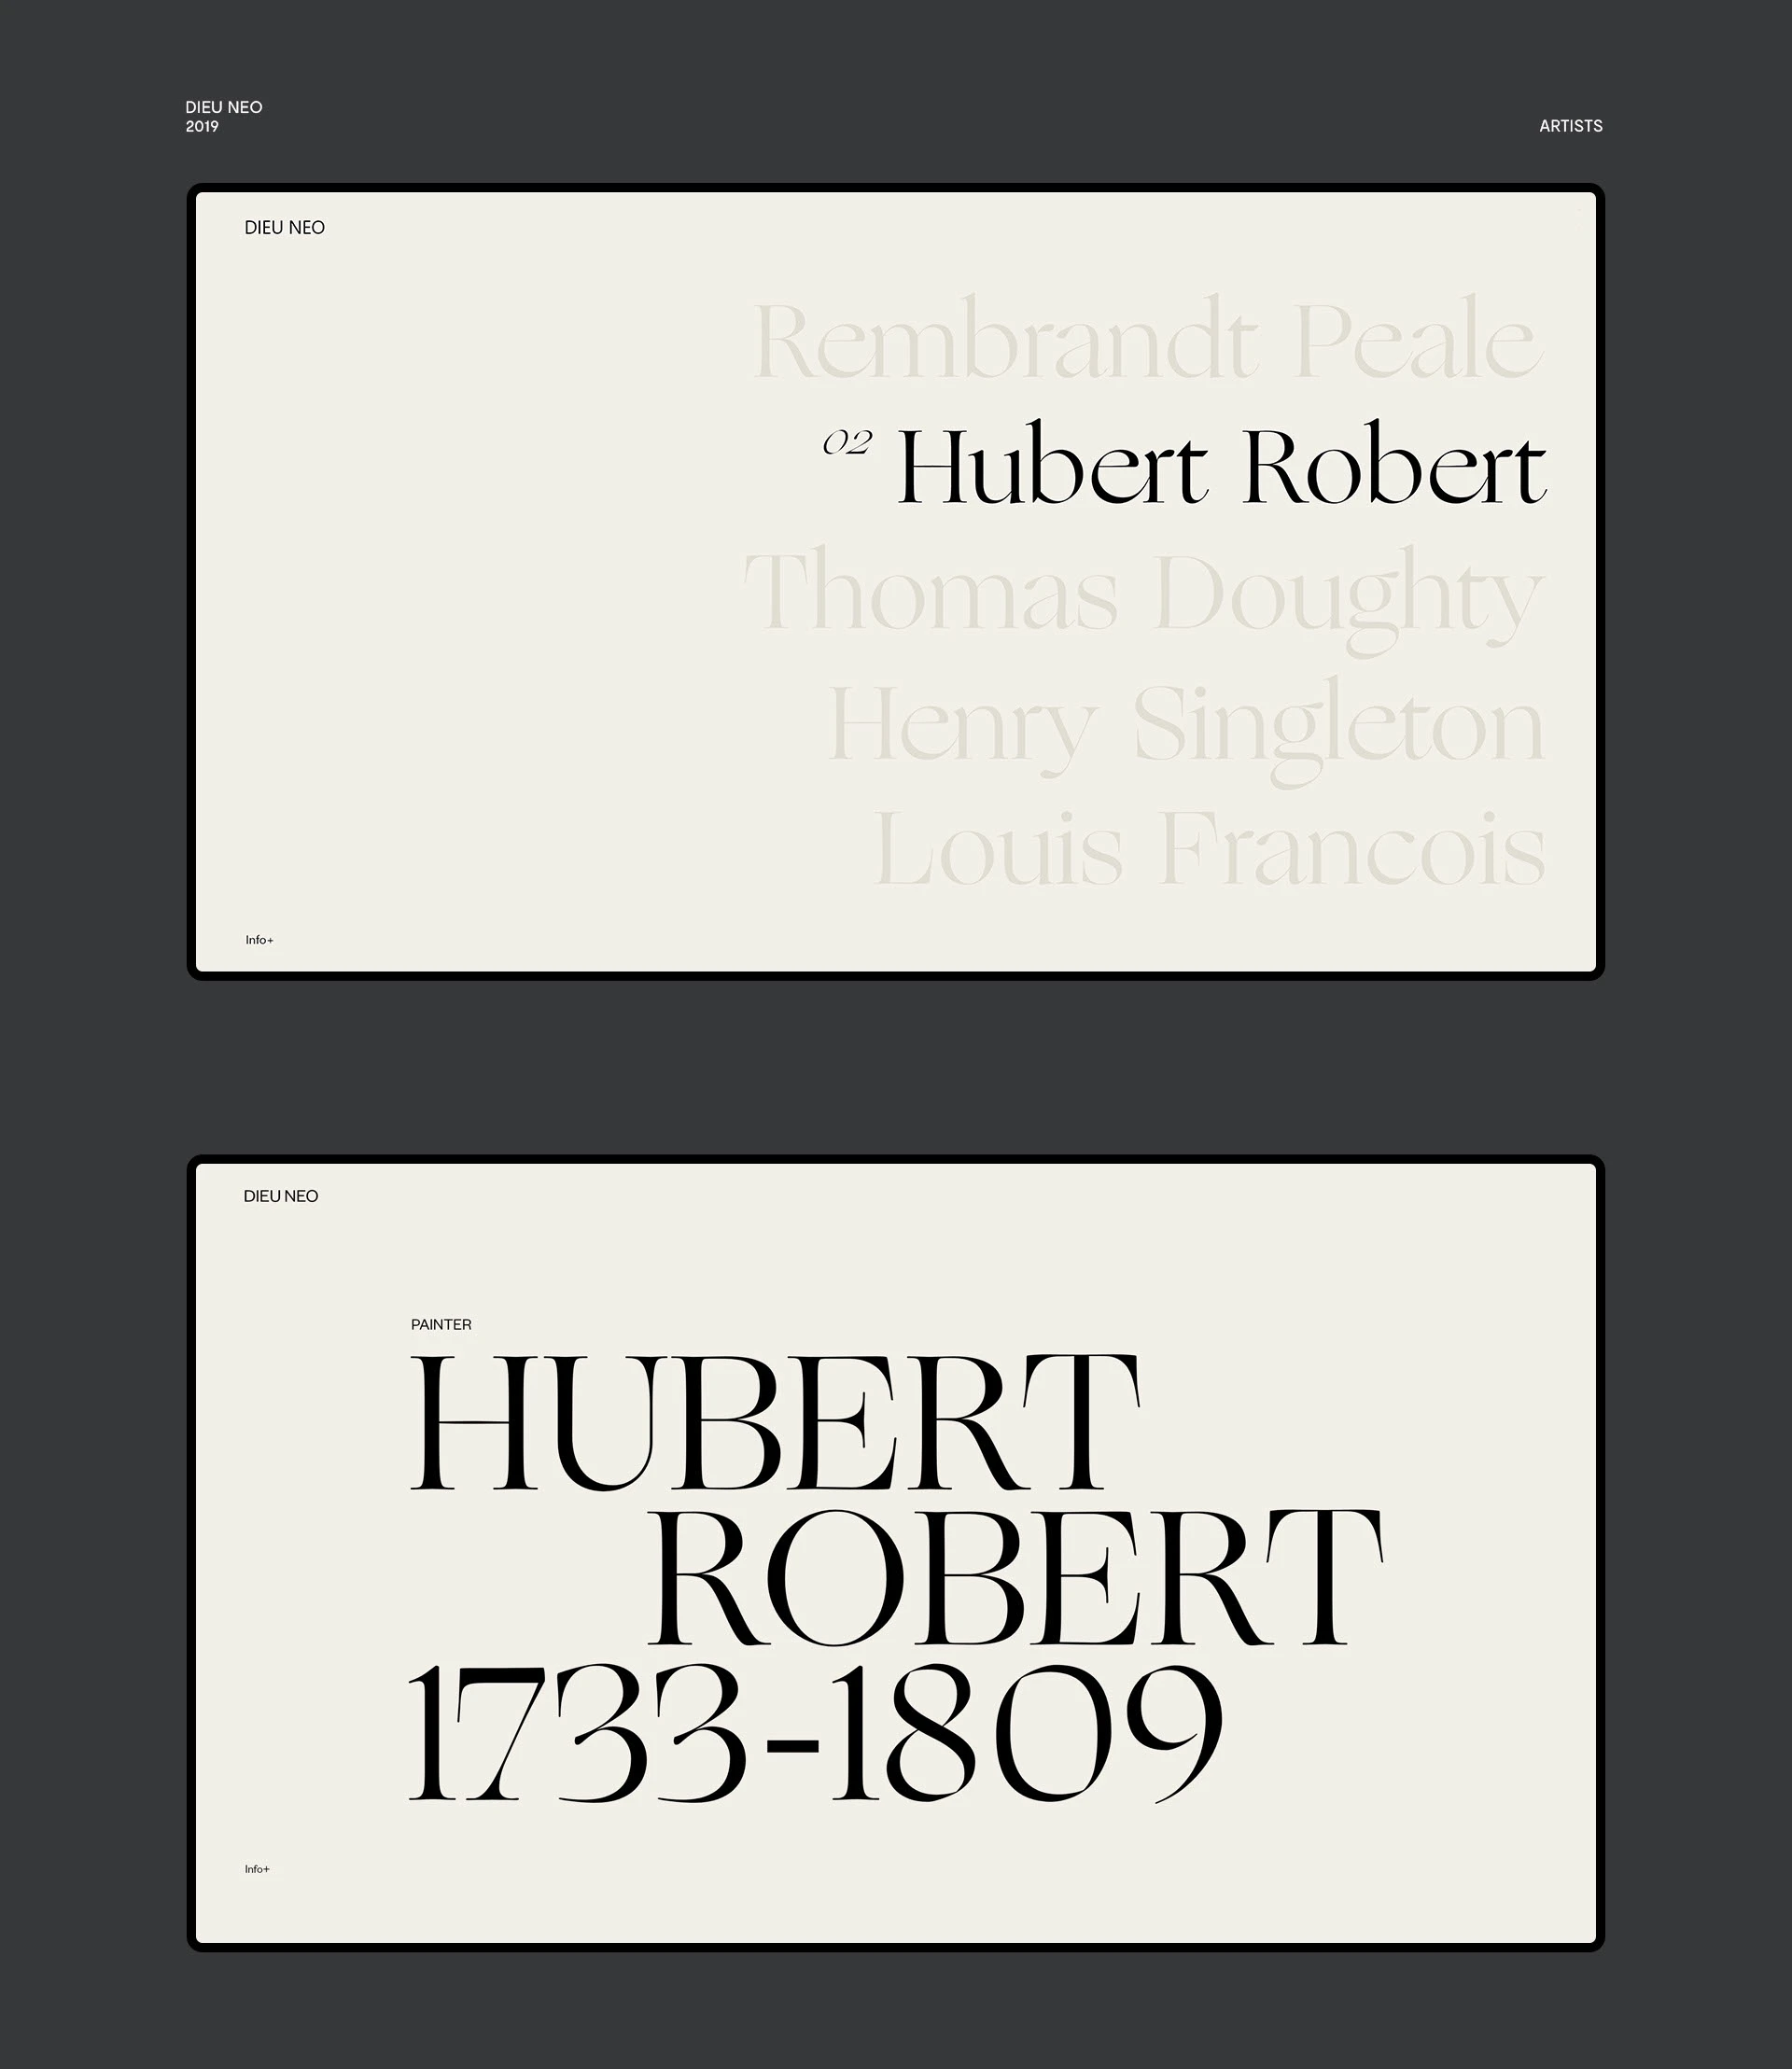 DIEU NEO
2019
ARTISTS
DIEU NEO
Rembrandt Peale
02 Hubert Robert
Thomas Doughty
Henry Singleton
Louis Francois
Info+
DIEU NEO
PAINTER
HUBERT
ROBERT
1733-1809
Info+